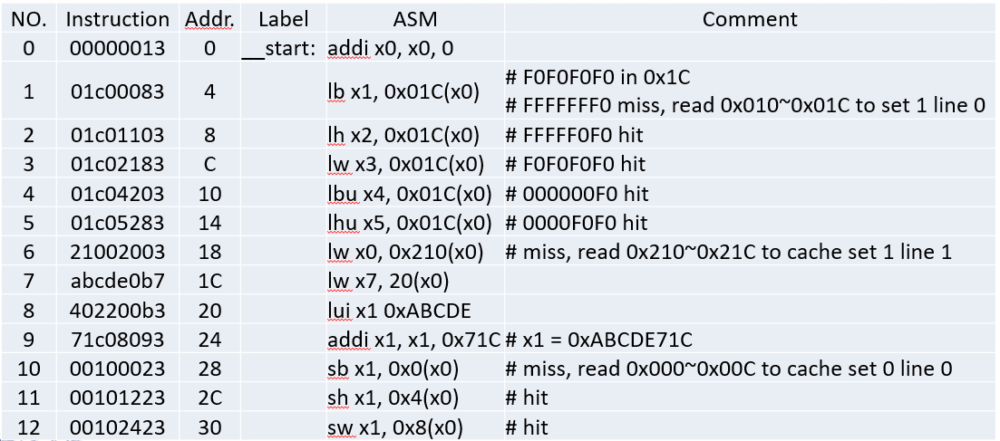 NO. Instruction Addr. Label ASM Comment
0 00000013 0 __start: addi x0, x0, 0
1 01c00083 4 lb x1, 0x01C(x0) # F0F0F0F0 in 0x1C
# FFFFFFF0 miss, read 0x010~0x01C to set 1 line 0
2 01c01103 8 lh x2, 0x01C(x0) # FFFFF0F0 hit
3 01c02183 C lw x3, 0x01C(x0) # F0F0F0F0 hit
4 01c04203 10 lbu x4, 0x01C(x0) # 000000F0 hit
5 01c05283 14 lhu x5, 0x01C(x0) # 0000F0F0 hit
6 21002003 18 lw x0, 0x210(x0) # miss, read 0x210~0x21C to cache set 1 line 1
7 abcde0b7 1C lw x7, 20(x0)
8 402200b3 20 lui x1 0xABCDE
9 71c08093 24 addi x1, x1, 0x71C # x1 = 0xABCDE71C
10 00100023 28 sb x1, 0x0(x0) # miss, read 0x000~0x00C to cache set 0 line 0
11 00101223 2C sh x1, 0x4(x0) # hit
12 00102423 30 sw x1, 0x8(x0) # hit